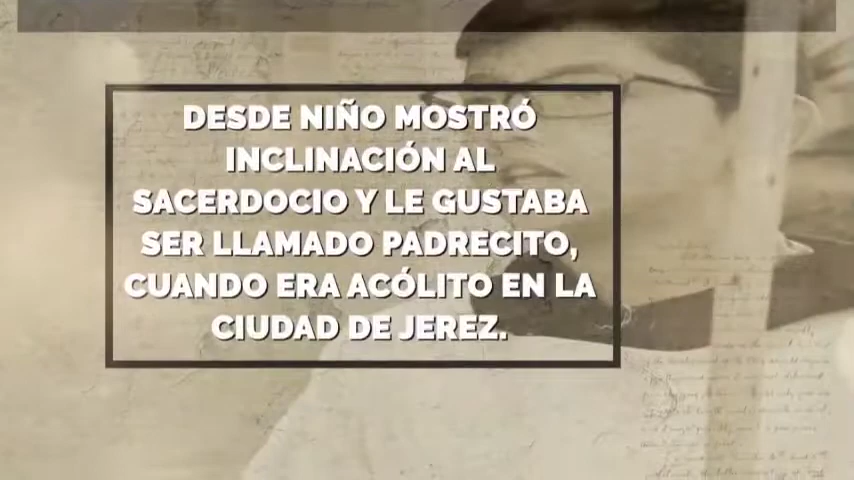 DESDE NIÑO MOSTRÓ
INCLINACIÓN AL
SACERDOCIO Y LE GUSTABA
SER LLAMADO PADRECITO,
CUANDO ERA ACÓLITO EN LA
CIUDAD DE JEREZ.